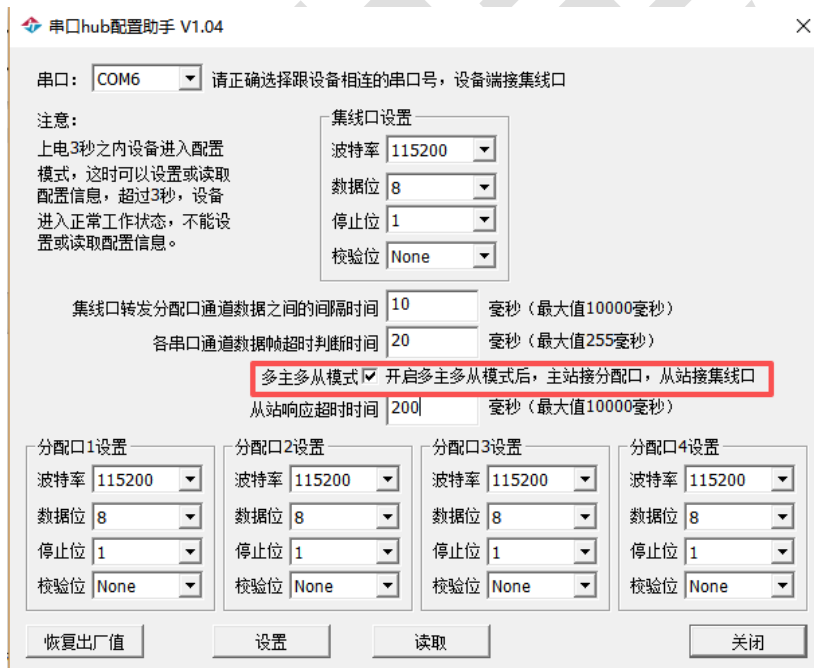 串口hub配置助手 V1.04
串口： COM6 请正确选择跟设备相连的串口号，设备端接集线口
注意：
上电3秒之内设备进入配置
模式，这时可以设置或读取
配置信息，超过3秒，设备
进入正常工作状态，不能设
置或读取配置信息。
集线口设置
波特率 115200
数据位 8
停止位 1
校验位 None
集线口转发分配口通道数据之间的间隔时间 10 毫秒（最大值10000毫秒）
各串口通道数据帧超时判断时间 20 毫秒（最大值255毫秒）
多主多从模式 开启多主多从模式后，主站接分配口，从站接集线口
从站响应超时时间 200 毫秒（最大值10000毫秒）
分配口1设置
波特率 115200
数据位 8
停止位 1
校验位 None
分配口2设置
波特率 115200
数据位 8
停止位 1
校验位 None
分配口3设置
波特率 115200
数据位 8
停止位 1
校验位 None
分配口4设置
波特率 115200
数据位 8
停止位 1
校验位 None
恢复出厂值 设置 读取 关闭